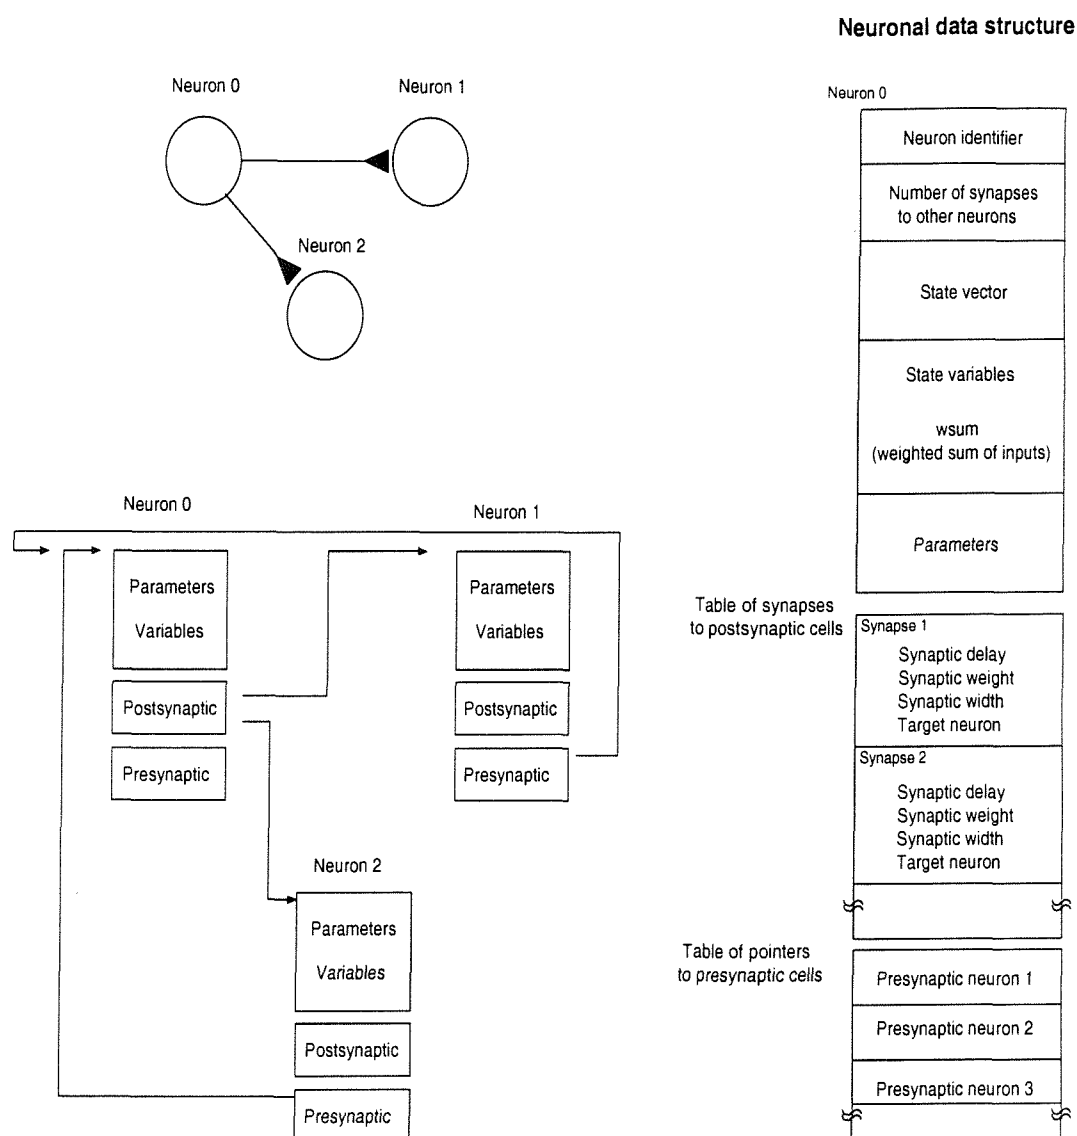 Neuronal data structure
Neuron 0
Neuron 1
Neuron 2
Neuron 0
Parameters
Variables
Postsynaptic
Presynaptic
Neuron 1
Parameters
Variables
Postsynaptic
Presynaptic
Neuron 2
Parameters
Variables
Postsynaptic
Presynaptic
Neuron 0
Neuron identifier
Number of synapses
to other neurons
State vector
State variables
wsum
(weighted sum of inputs)
Parameters
Table of synapses
to postsynaptic cells
Synapse 1
Synaptic delay
Synaptic weight
Synaptic width
Target neuron
Synapse 2
Synaptic delay
Synaptic weight
Synaptic width
Target neuron
Table of pointers
to presynaptic cells
Presynaptic neuron 1
Presynaptic neuron 2
Presynaptic neuron 3